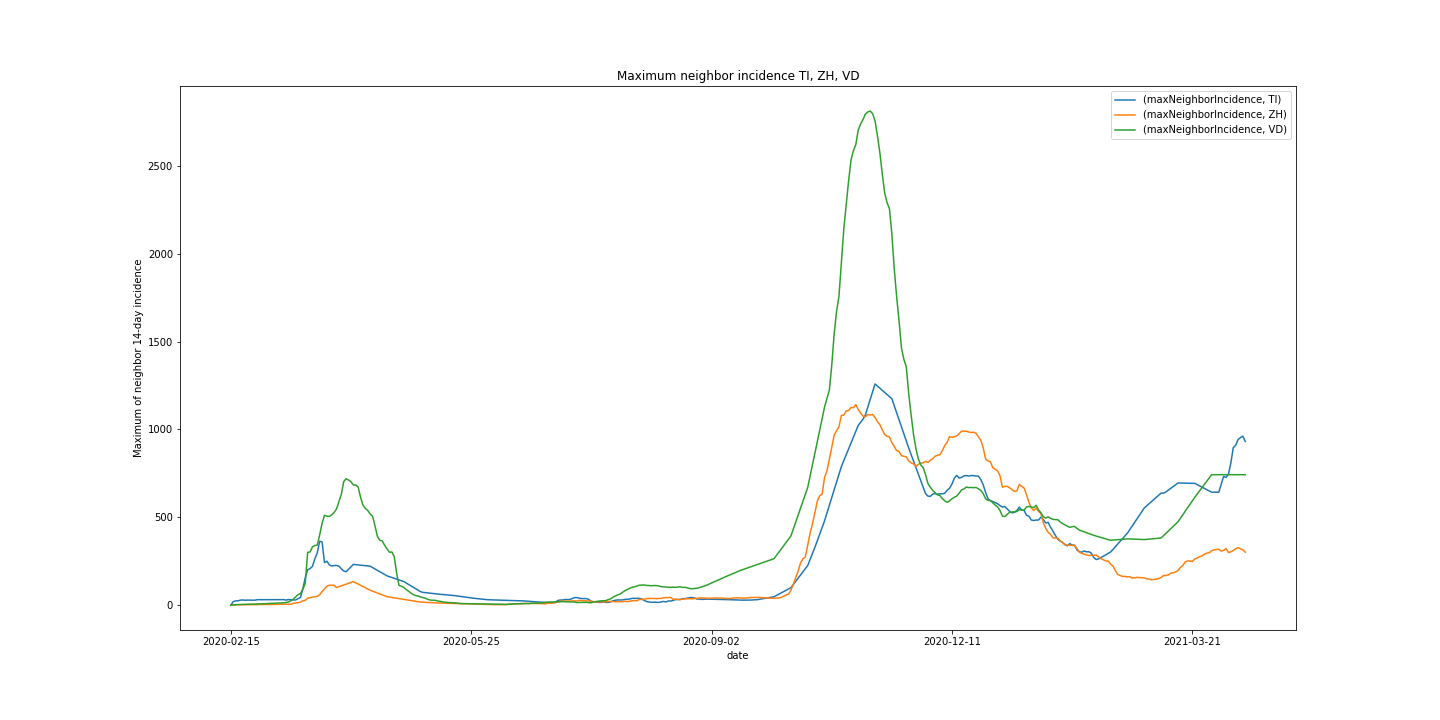 Maximum neighbor incidence TI, ZH, VD
(maxNeighborIncidence, TI)
(maxNeighborIncidence, ZH)
(maxNeighborIncidence, VD)
Maximum of neighbor 14-day incidence
2500
2000
1500
1000
500
0
2020-02-15
2020-05-25
2020-09-02
2020-12-11
2021-03-21
date